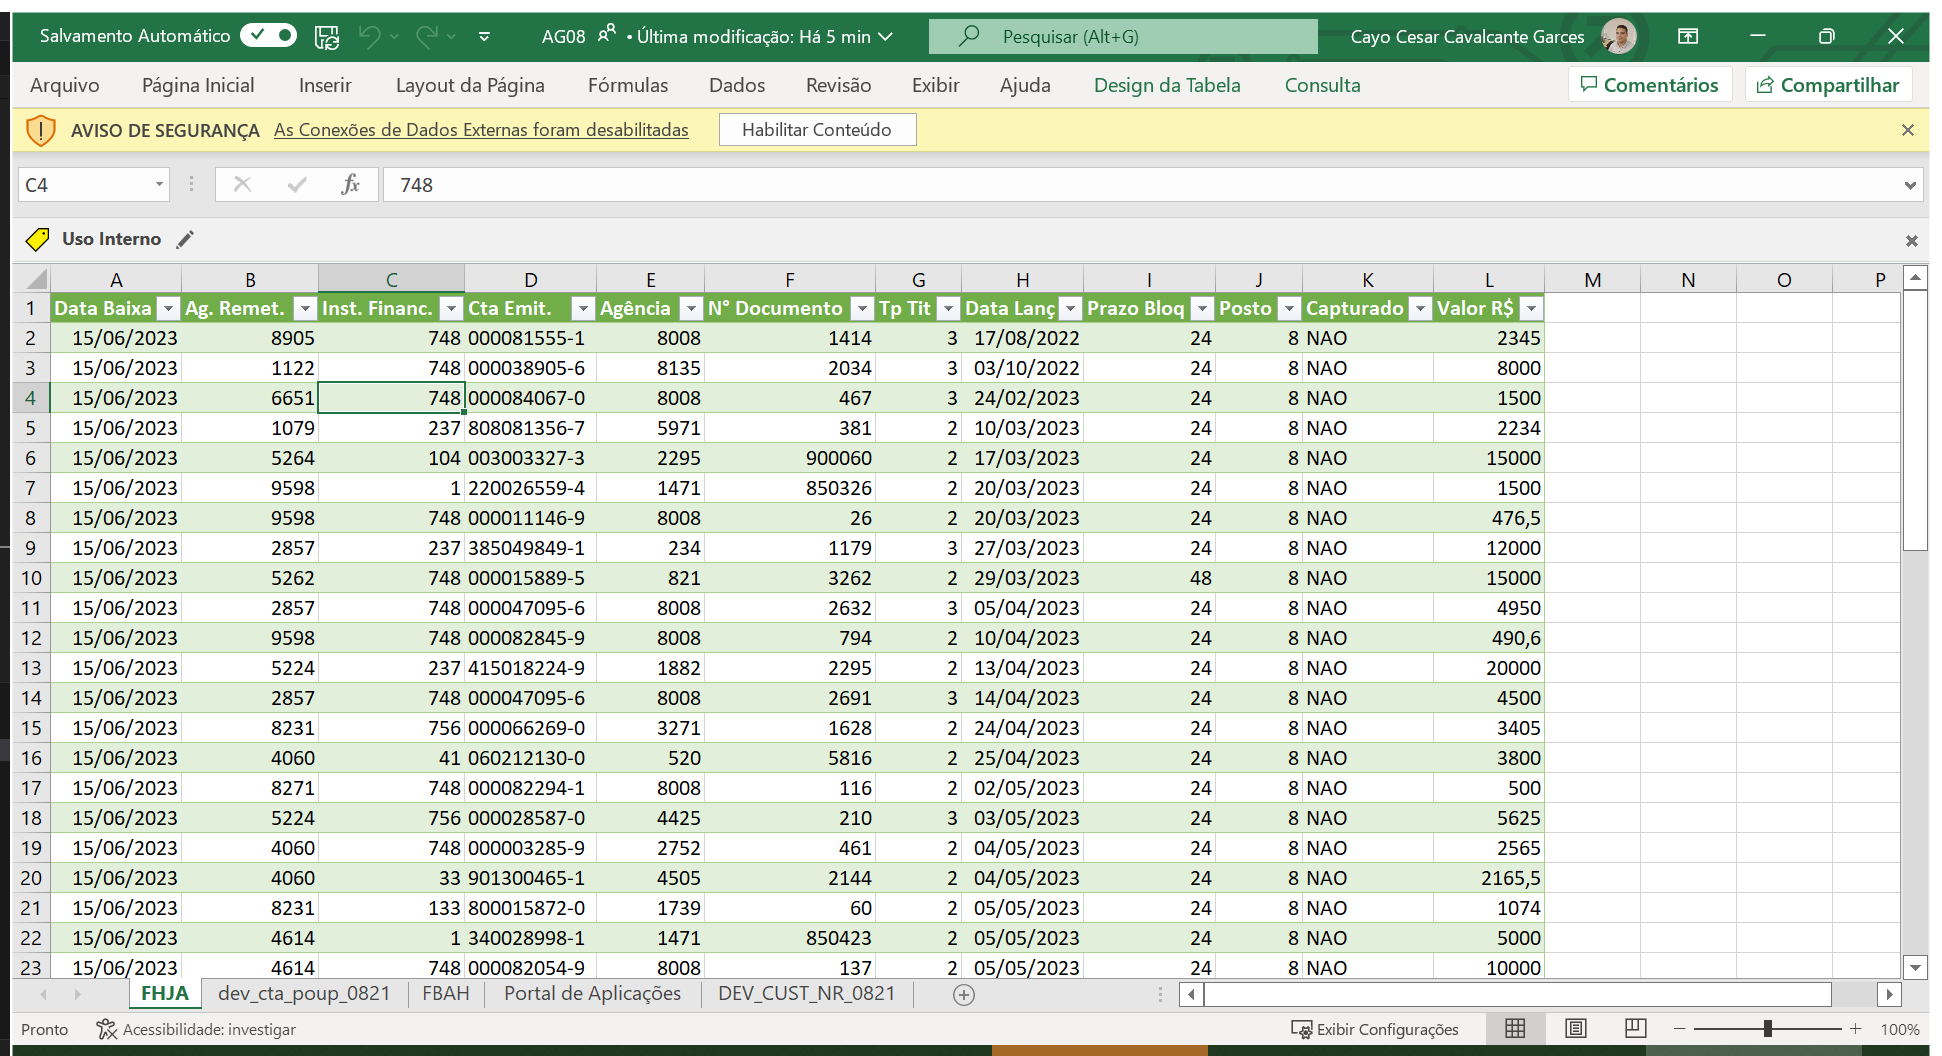 Salvamento Automático AG08 • Última modificação: Há 5 min Pesquisar (Alt+G) Cayo Cesar Cavalcante Garces
Arquivo Página Inicial Inserir Layout da Página Fórmulas Dados Revisão Exibir Ajuda Design da Tabela Consulta Comentários Compartilhar
AVISO DE SEGURANÇA As Conexões de Dados Externas foram desabilitadas Habilitar Conteúdo
C4 fx 748
Uso Interno
A B C D E F G H I J K L M N O P
1 Data Baixa Ag. Remet. Inst. Financ. Cta Emit. Agência N° Documento Tp Tit Data Lanç Prazo Bloq Posto Capturado Valor R$
2 15/06/2023 8905 748 000081555-1 8008 1414 3 17/08/2022 24 8 NAO 2345
3 15/06/2023 1122 748 000038905-6 8135 2034 3 03/10/2022 24 8 NAO 8000
4 15/06/2023 6651 748 000084067-0 8008 467 3 24/02/2023 24 8 NAO 1500
5 15/06/2023 1079 237 808081356-7 5971 381 2 10/03/2023 24 8 NAO 2234
6 15/06/2023 5264 104 003003327-3 2295 900060 2 17/03/2023 24 8 NAO 15000
7 15/06/2023 9598 1 220026559-4 1471 850326 2 20/03/2023 24 8 NAO 1500
8 15/06/2023 9598 748 000011146-9 8008 26 2 20/03/2023 24 8 NAO 476,5
9 15/06/2023 2857 237 385049849-1 234 1179 3 27/03/2023 24 8 NAO 12000
10 15/06/2023 5262 748 000015889-5 821 3262 2 29/03/2023 48 8 NAO 15000
11 15/06/2023 2857 748 000047095-6 8008 2632 3 05/04/2023 24 8 NAO 4950
12 15/06/2023 9598 748 000082845-9 8008 794 2 10/04/2023 24 8 NAO 490,6
13 15/06/2023 5224 237 415018224-9 1882 2295 2 13/04/2023 24 8 NAO 20000
14 15/06/2023 2857 748 000047095-6 8008 2691 3 14/04/2023 24 8 NAO 4500
15 15/06/2023 8231 756 000066269-0 3271 1628 2 24/04/2023 24 8 NAO 3405
16 15/06/2023 4060 41 060212130-0 520 5816 2 25/04/2023 24 8 NAO 3800
17 15/06/2023 8271 748 000082294-1 8008 116 2 02/05/2023 24 8 NAO 500
18 15/06/2023 5224 756 000028587-0 4425 210 3 03/05/2023 24 8 NAO 5625
19 15/06/2023 4060 748 000003285-9 2752 461 2 04/05/2023 24 8 NAO 2565
20 15/06/2023 4060 33 901300465-1 4505 2144 2 04/05/2023 24 8 NAO 2165,5
21 15/06/2023 8231 133 800015872-0 1739 60 2 05/05/2023 24 8 NAO 1074
22 15/06/2023 4614 1 340028998-1 1471 850423 2 05/05/2023 24 8 NAO 5000
23 15/06/2023 4614 748 000082054-9 8008 137 2 05/05/2023 24 8 NAO 10000
FHJA dev_cta_poup_0821 FBAH Portal de Aplicações DEV_CUST_NR_0821
Pronto Acessibilidade: investigar Exibir Configurações 100%